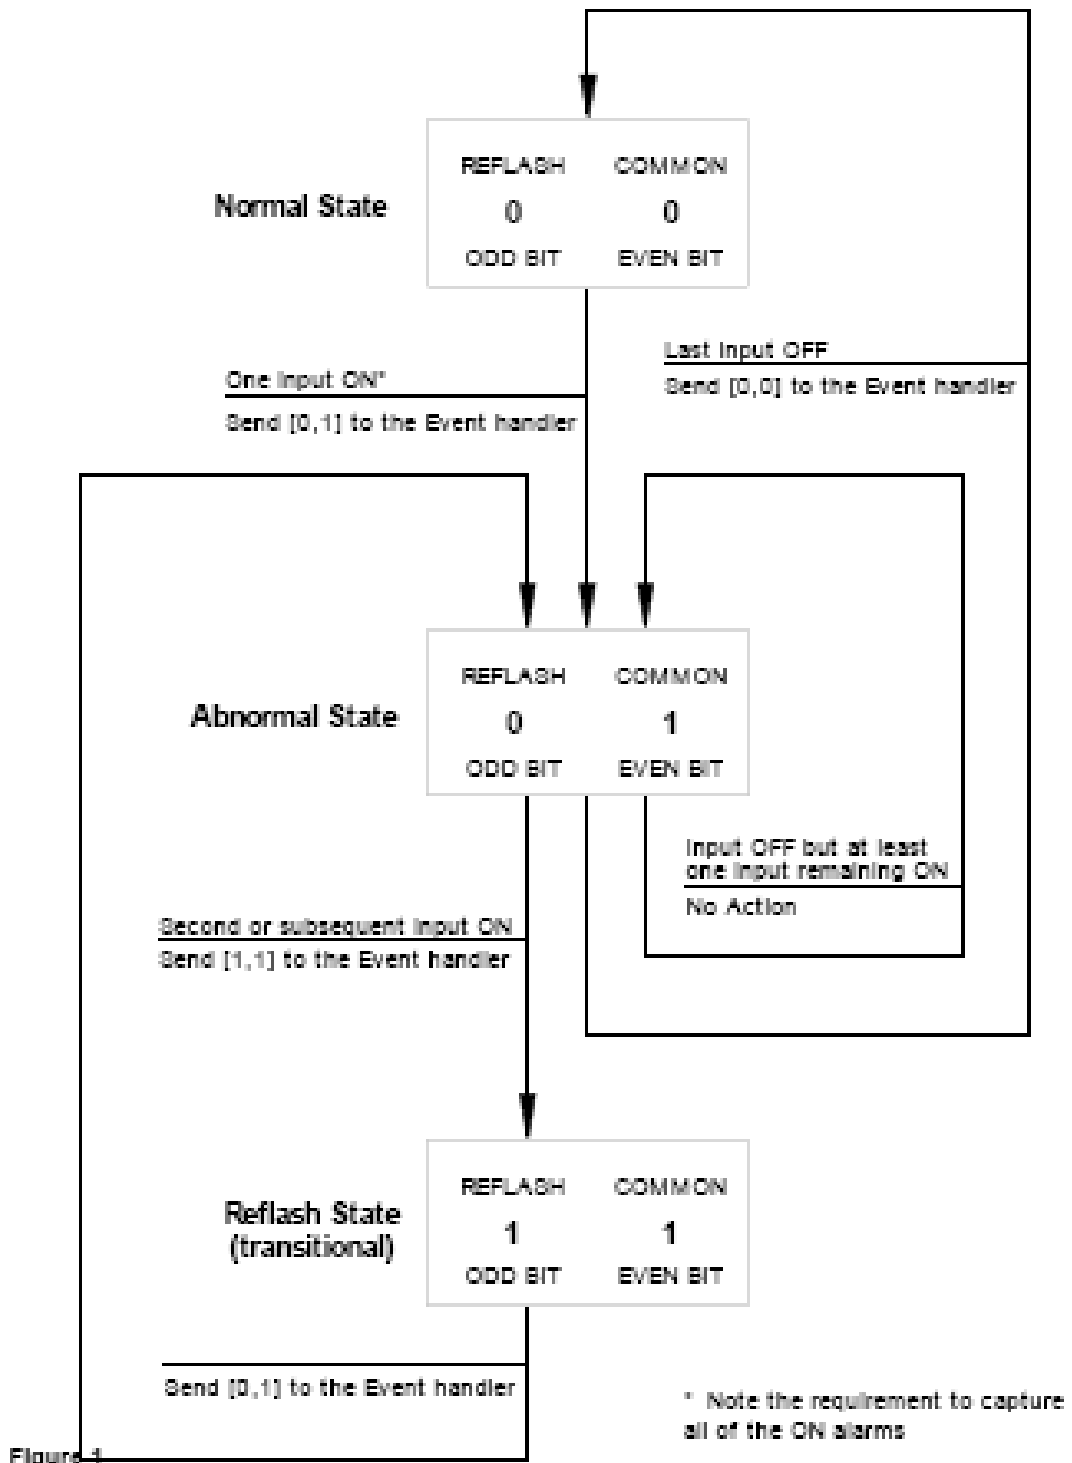 REFLASH COMMON
Normal State
0 0
ODD BIT EVEN BIT
Last Input OFF
Send [0,0] to the Event handler
One Input ON*
Send [0,1] to the Event handler
REFLASH COMMON
Abnormal State
0 1
ODD BIT EVEN BIT
Input OFF but at least
one input remaining ON
No Action
Second or subsequent Input ON
Send [1,1] to the Event handler
REFLASH COMMON
Reflash State
(transitional)
1 1
ODD BIT EVEN BIT
Send [0,1] to the Event handler
* Note the requirement to capture
all of the ON alarms
Figure 1